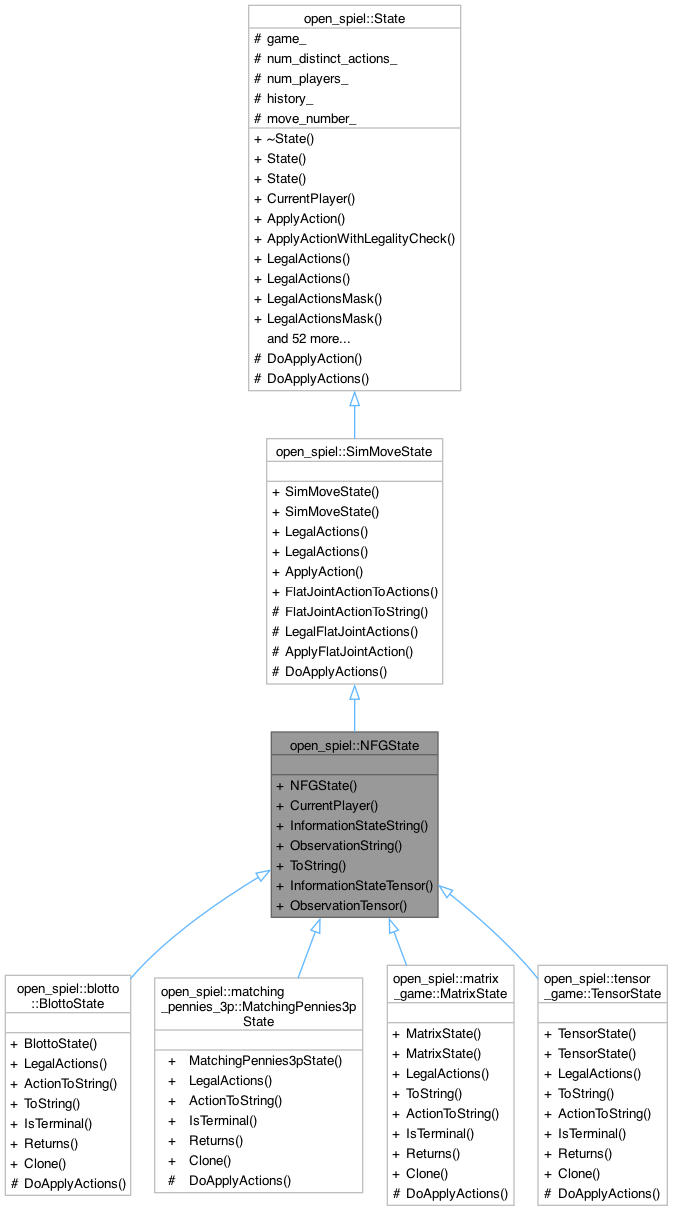 open_spiel::State
# game_
# num_distinct_actions_
# num_players_
# history_
# move_number_
+ ~State()
+ State()
+ State()
+ CurrentPlayer()
+ ApplyAction()
+ ApplyActionWithLegalityCheck()
+ LegalActions()
+ LegalActions()
+ LegalActionsMask()
+ LegalActionsMask()
and 52 more...
# DoApplyAction()
# DoApplyActions()
open_spiel::SimMoveState
+ SimMoveState()
+ SimMoveState()
+ LegalActions()
+ LegalActions()
+ ApplyAction()
+ FlatJointActionToActions()
# FlatJointActionToString()
# LegalFlatJointActions()
# ApplyFlatJointAction()
# DoApplyActions()
open_spiel::NFGState
+ NFGState()
+ CurrentPlayer()
+ InformationStateString()
+ ObservationString()
+ ToString()
+ InformationStateTensor()
+ ObservationTensor()
open_spiel::blotto
::BlottoState
+ BlottoState()
+ LegalActions()
+ ActionToString()
+ ToString()
+ IsTerminal()
+ Returns()
+ Clone()
# DoApplyActions()
open_spiel::matching
_pennies_3p::MatchingPennies3p
State
+ MatchingPennies3pState()
+ LegalActions()
+ ActionToString()
+ IsTerminal()
+ Returns()
+ Clone()
# DoApplyActions()
open_spiel::matrix
_game::MatrixState
+ MatrixState()
+ MatrixState()
+ LegalActions()
+ ToString()
+ ActionToString()
+ IsTerminal()
+ Returns()
+ Clone()
# DoApplyActions()
open_spiel::tensor
_game::TensorState
+ TensorState()
+ TensorState()
+ LegalActions()
+ ToString()
+ ActionToString()
+ IsTerminal()
+ Returns()
+ Clone()
# DoApplyActions()